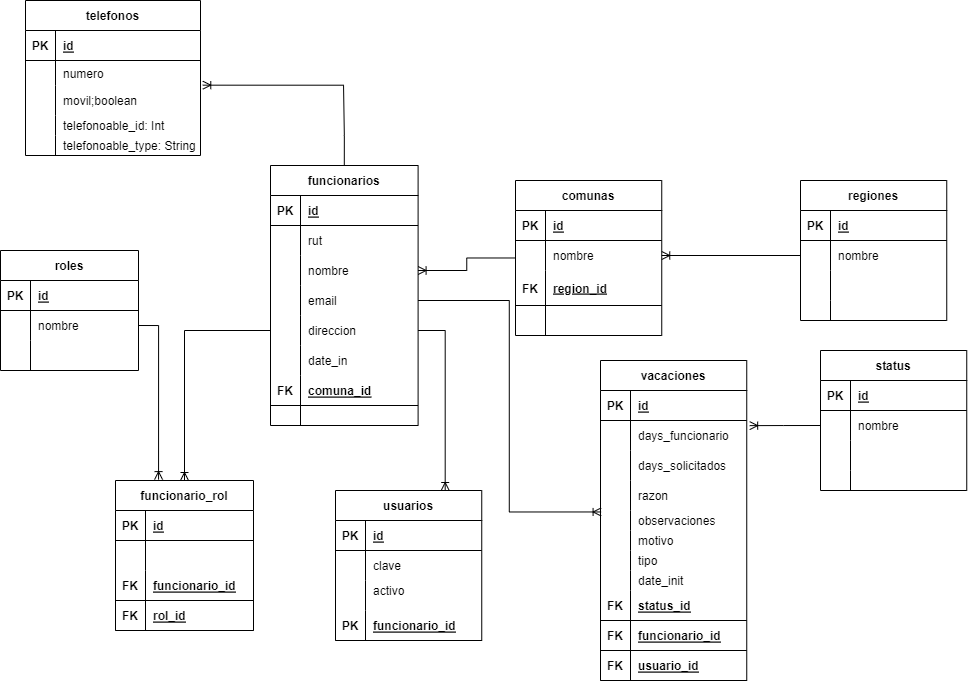 telefonos
PK id
numero
movil;boolean
telefonoable_id: Int
telefonoable_type: String
funcionarios
PK id
rut
nombre
email
direccion
date_in
FK comuna_id
comunas
PK id
nombre
FK region_id
regiones
PK id
nombre
roles
PK id
nombre
vacaciones
PK id
days_funcionario
days_solicitados
razon
observaciones
motivo
tipo
date_init
FK status_id
FK funcionario_id
FK usuario_id
status
PK id
nombre
funcionario_rol
PK id
FK funcionario_id
FK rol_id
usuarios
PK id
clave
activo
PK funcionario_id